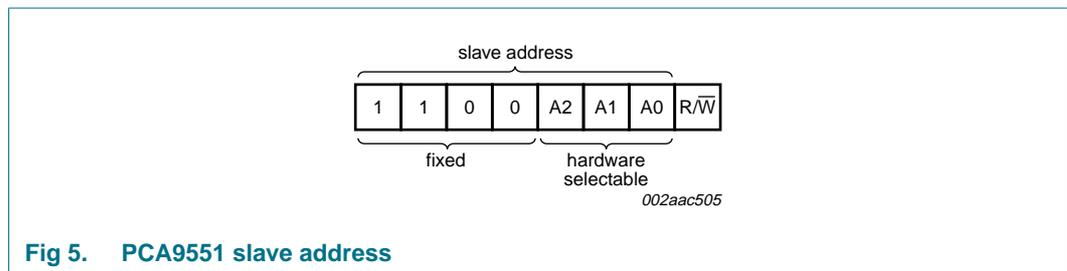 slave address
1 1 0 0 A2 A1 A0 R/W̅
fixed
hardware
selectable
002aac505
Fig 5. PCA9551 slave address